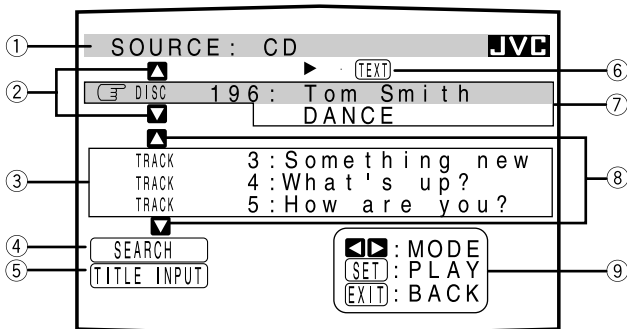 ① SOURCE: CD JVC
▲ ▶ TEXT ⑥
② ☞ DISC 196: Tom Smith ⑦
▼ DANCE
▲
TRACK 3:Something new
③ TRACK 4:What's up? ⑧
TRACK 5:How are you?
▼
④ SEARCH ◀▶:MODE
⑤ TITLE INPUT SET:PLAY ⑨
EXIT:BACK